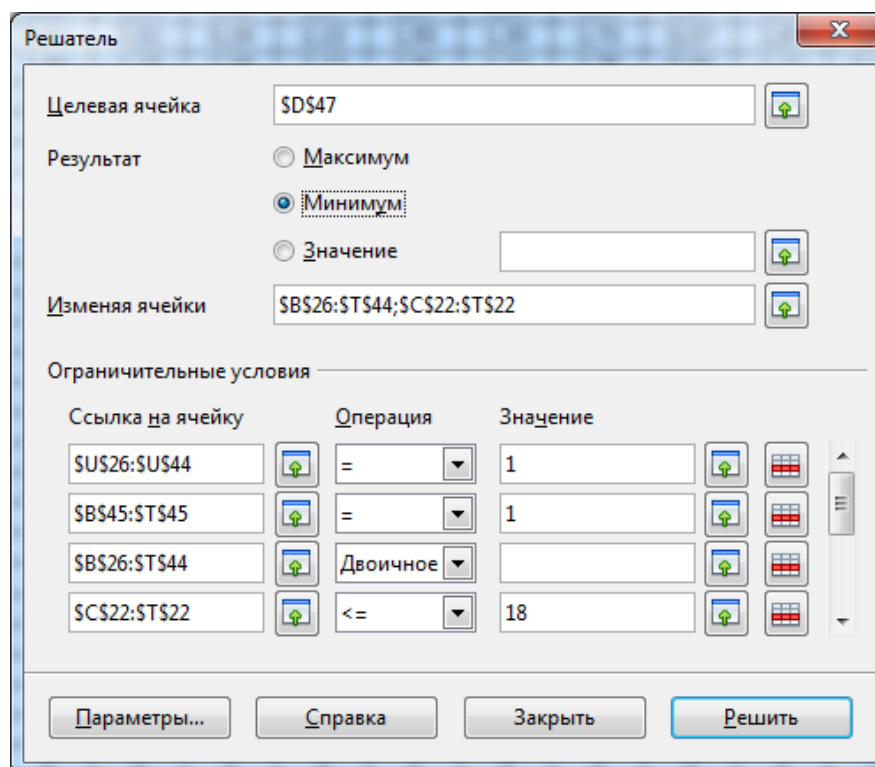 Решатель
Целевая ячейка $D$47
Результат Максимум
Минимум
Значение
Изменяя ячейки $B$26:$T$44;$C$22:$T$22
Ограничительные условия
Ссылка на ячейку Операция Значение
$U$26:$U$44 = 1
$B$45:$T$45 = 1
$B$26:$T$44 Двоичное
$C$22:$T$22 <= 18
Параметры... Справка Закрыть Решить